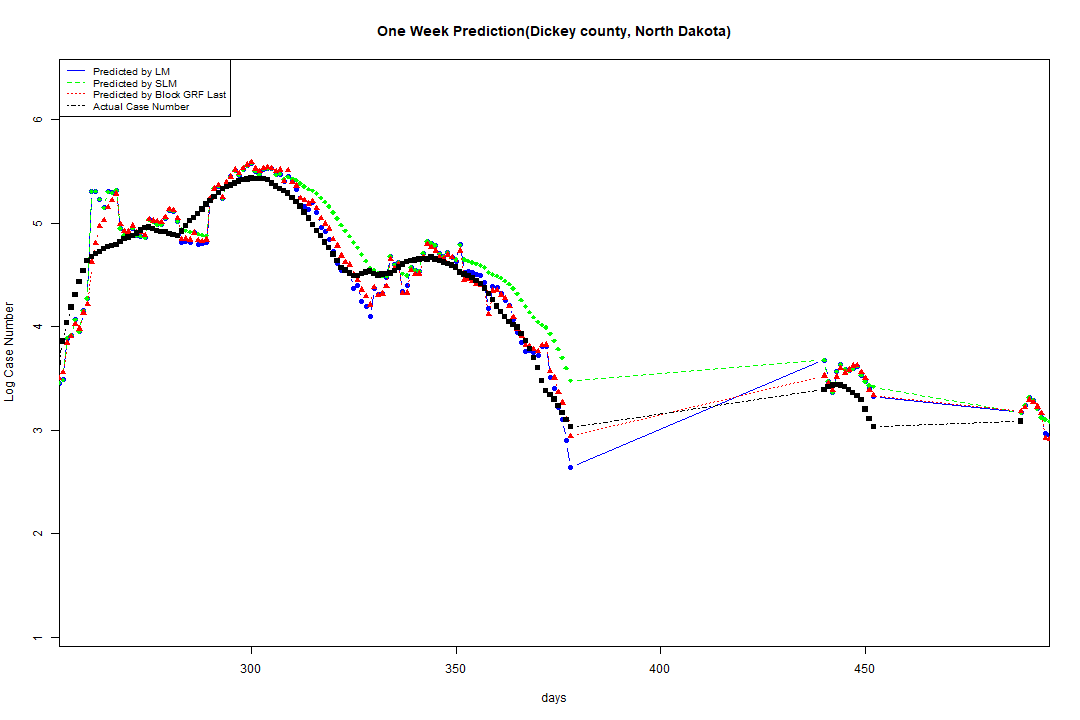 One Week Prediction(Dickey county, North Dakota)
Predicted by LM
Predicted by SLM
Predicted by Block GRF Last
Actual Case Number
6
5
4
3
2
1
Log Case Number
300 350 400 450
days